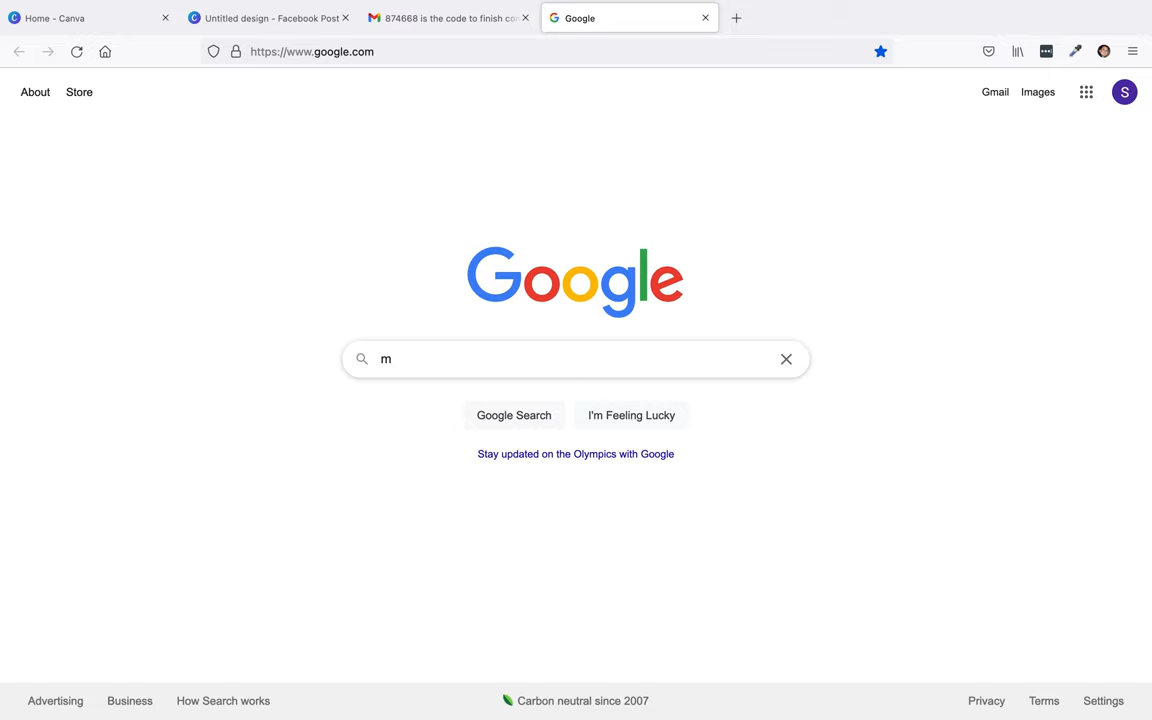 Home - Canva
Untitled design - Facebook Post
874668 is the code to finish con
Google
https://www.google.com
About
Store
Gmail
Images
S
Google
m
Google Search
I'm Feeling Lucky
Stay updated on the Olympics with Google
Advertising
Business
How Search works
Carbon neutral since 2007
Privacy
Terms
Settings